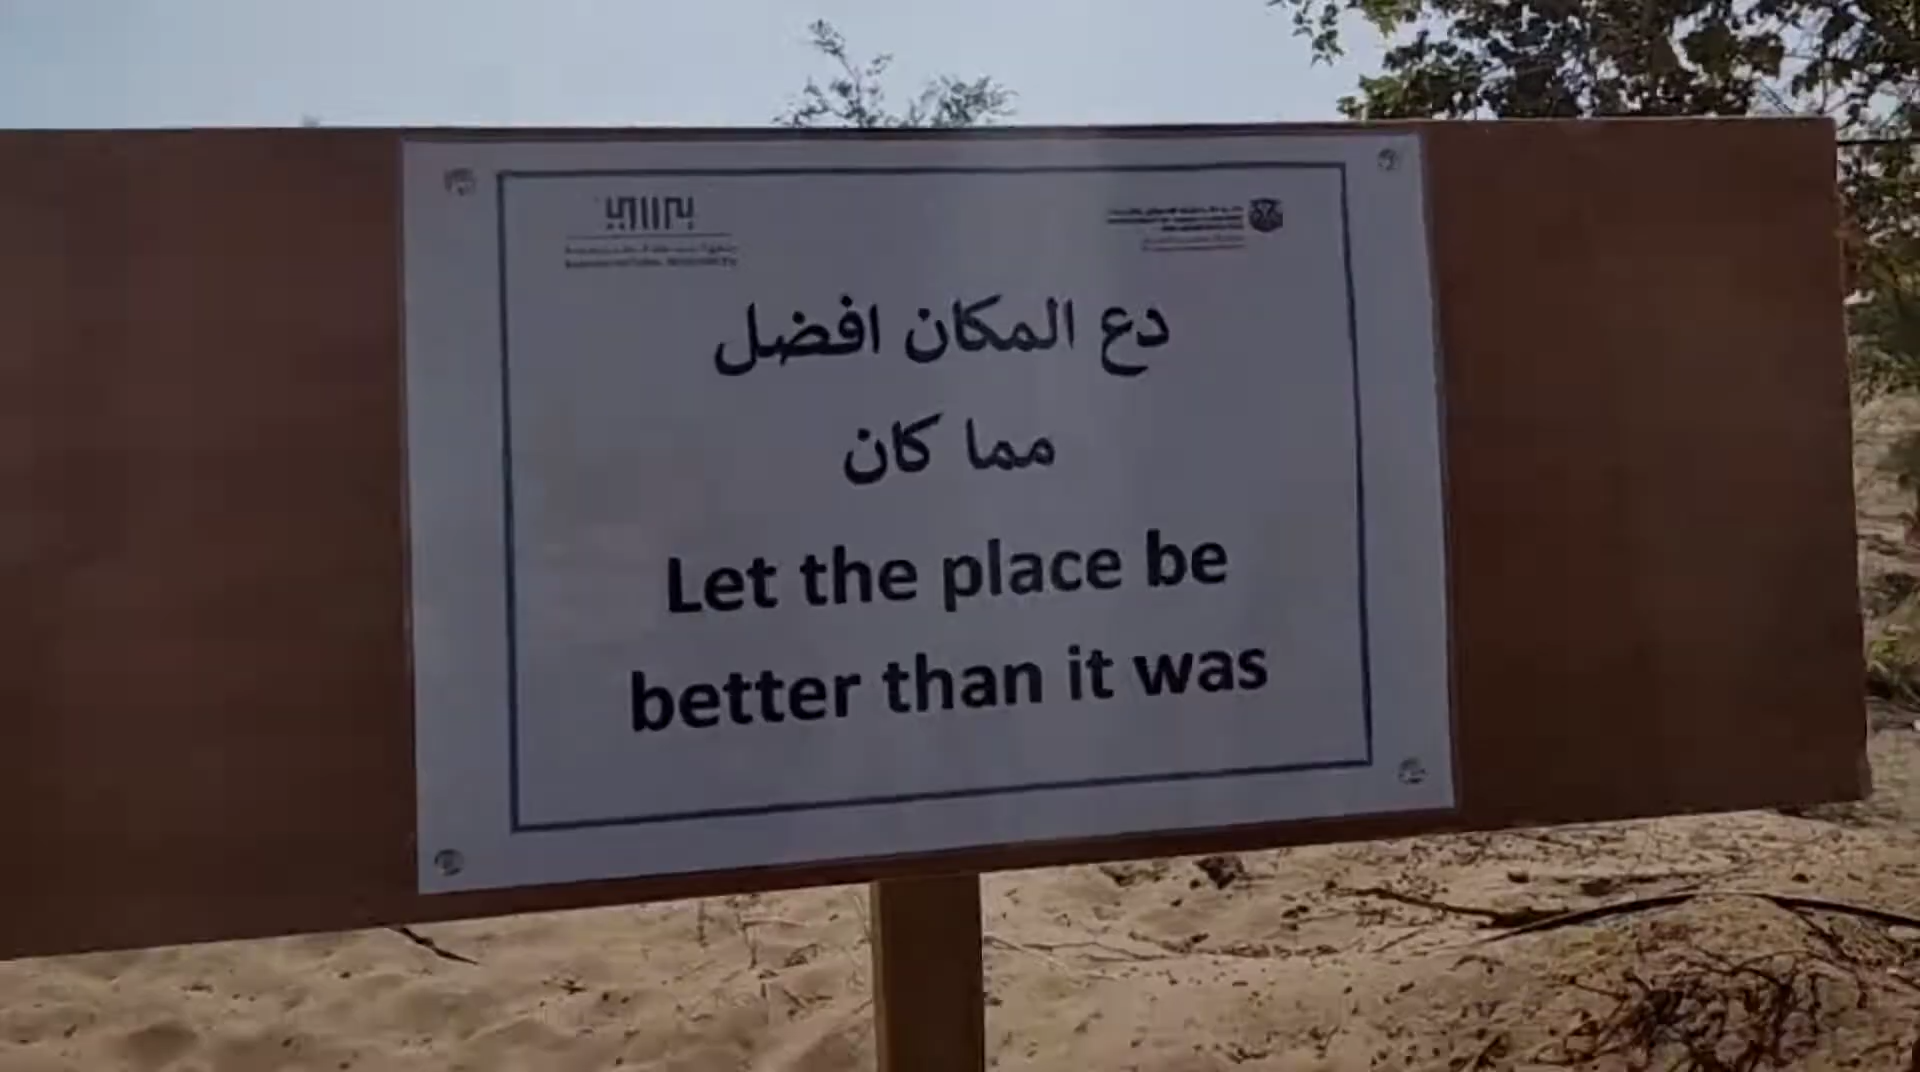 دع المكان افضل
مما كان
Let the place be
better than it was